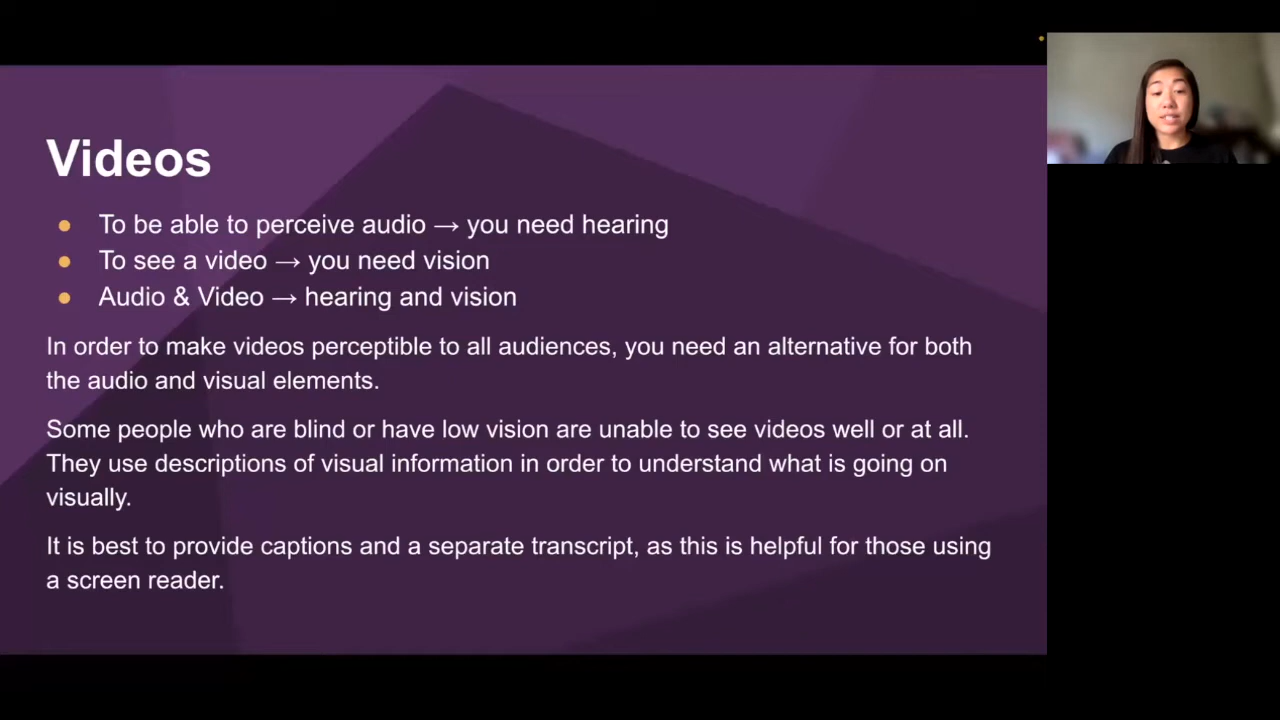 Videos
● To be able to perceive audio → you need hearing
● To see a video → you need vision
● Audio & Video → hearing and vision
In order to make videos perceptible to all audiences, you need an alternative for both
the audio and visual elements.
Some people who are blind or have low vision are unable to see videos well or at all.
They use descriptions of visual information in order to understand what is going on
visually.
It is best to provide captions and a separate transcript, as this is helpful for those using
a screen reader.